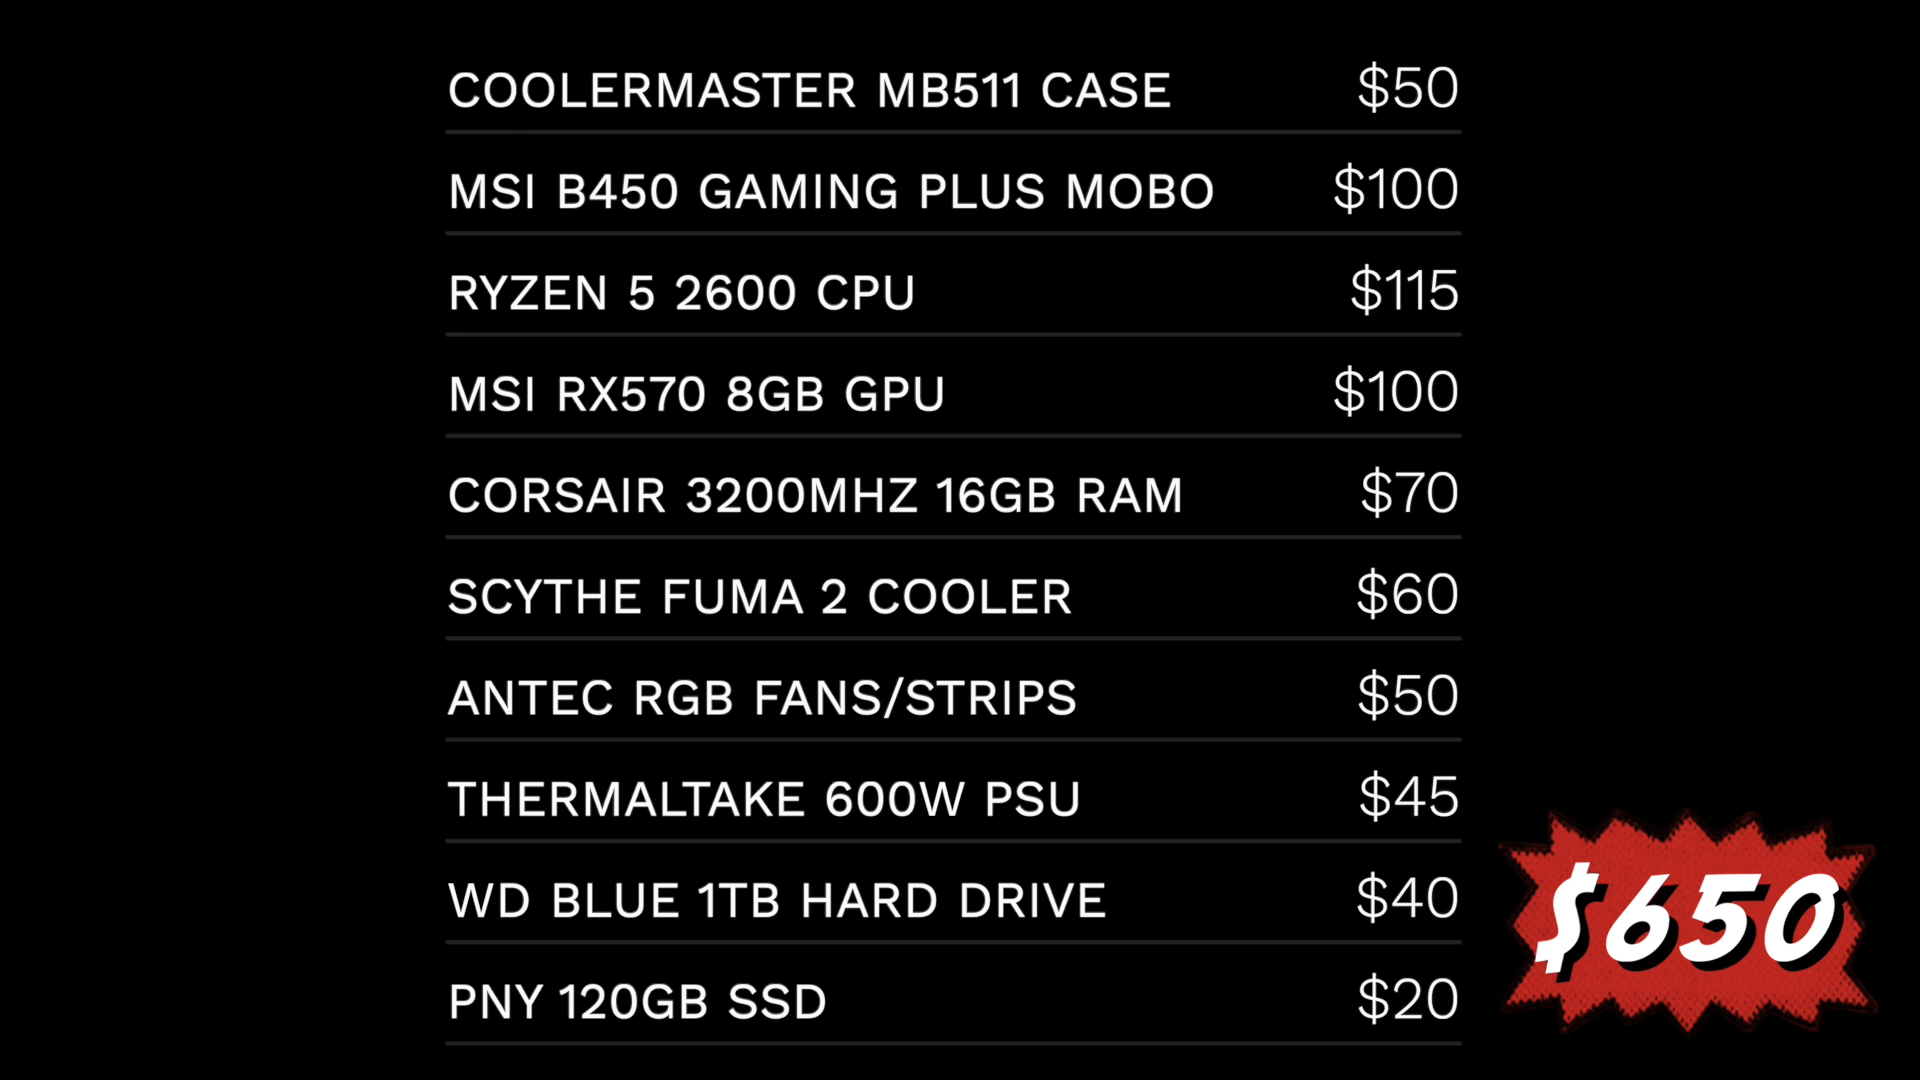 COOLERMASTER MB511 CASE $50
MSI B450 GAMING PLUS MOBO $100
RYZEN 5 2600 CPU $115
MSI RX570 8GB GPU $100
CORSAIR 3200MHZ 16GB RAM $70
SCYTHE FUMA 2 COOLER $60
ANTEC RGB FANS/STRIPS $50
THERMALTAKE 600W PSU $45
WD BLUE 1TB HARD DRIVE $40
PNY 120GB SSD $20
$650